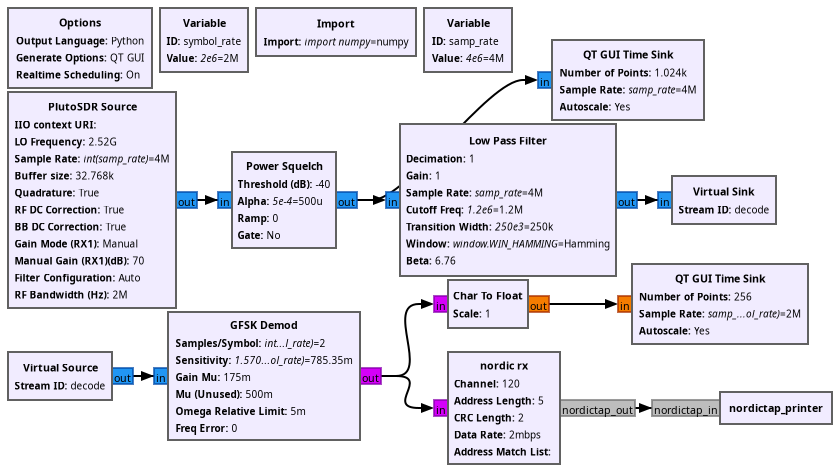 Options
Output Language: Python
Generate Options: QT GUI
Realtime Scheduling: On
Variable
ID: symbol_rate
Value: 2e6=2M
Import
Import: import numpy=numpy
Variable
ID: samp_rate
Value: 4e6=4M
QT GUI Time Sink
Number of Points: 1.024k
Sample Rate: samp_rate=4M
Autoscale: Yes
in
PlutoSDR Source
IIO context URI:
LO Frequency: 2.52G
Sample Rate: int(samp_rate)=4M
Buffer size: 32.768k
Quadrature: True
RF DC Correction: True
BB DC Correction: True
Gain Mode (RX1): Manual
Manual Gain (RX1)(dB): 70
Filter Configuration: Auto
RF Bandwidth (Hz): 2M
out
in
Power Squelch
Threshold (dB): -40
Alpha: 5e-4=500u
Ramp: 0
Gate: No
out
in
Low Pass Filter
Decimation: 1
Gain: 1
Sample Rate: samp_rate=4M
Cutoff Freq: 1.2e6=1.2M
Transition Width: 250e3=250k
Window: window.WIN_HAMMING=Hamming
Beta: 6.76
out
in
Virtual Sink
Stream ID: decode
Virtual Source
Stream ID: decode
out
in
GFSK Demod
Samples/Symbol: int...l_rate)=2
Sensitivity: 1.570...ol_rate)=785.35m
Gain Mu: 175m
Mu (Unused): 500m
Omega Relative Limit: 5m
Freq Error: 0
out
in
Char To Float
Scale: 1
out
in
QT GUI Time Sink
Number of Points: 256
Sample Rate: samp_...ol_rate)=2M
Autoscale: Yes
in
nordic rx
Channel: 120
Address Length: 5
CRC Length: 2
Data Rate: 2mbps
Address Match List:
nordictap_out
nordictap_in
nordictap_printer